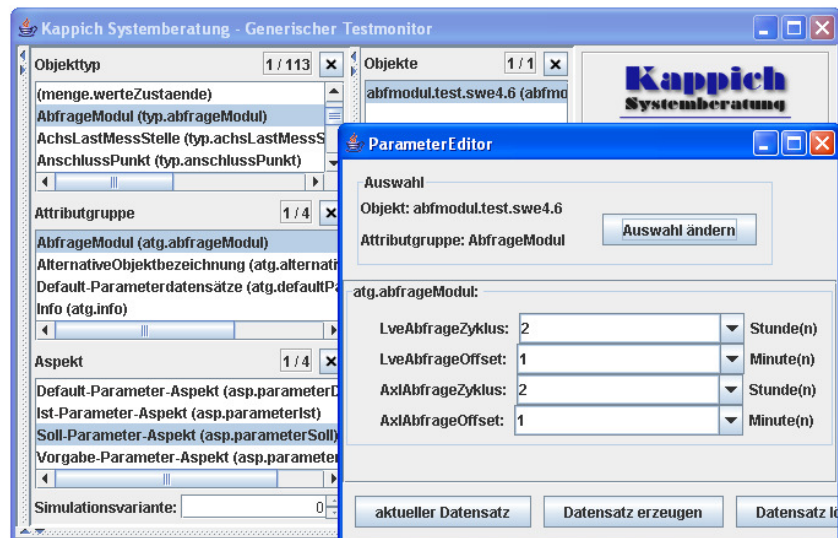 Kappich Systemberatung - Generischer Testmonitor
Objekttyp 1 / 113
(menge.werteZustaende)
AbfrageModul (typ.abfrageModul)
AchsLastMessStelle (typ.achsLastMessS
AnschlussPunkt (typ.anschlussPunkt)
Attributgruppe 1 / 4
AbfrageModul (atg.abfrageModul)
AlternativeObjektbezeichnung (atg.alternati
Default-Parameterdatensätze (atg.defaultPa
Info (atg.info)
Aspekt 1 / 4
Default-Parameter-Aspekt (asp.parameterD
Ist-Parameter-Aspekt (asp.parameterIst)
Soll-Parameter-Aspekt (asp.parameterSoll)
Vorgabe-Parameter-Aspekt (asp.parameter
Simulationsvariante: 0
Objekte 1 / 1
abfmodul.test.swe4.6 (abfmo
Kappich
Systemberatung
ParameterEditor
Auswahl
Objekt: abfmodul.test.swe4.6
Attributgruppe: AbfrageModul
Auswahl ändern
atg.abfrageModul:
LveAbfrageZyklus: 2 Stunde(n)
LveAbfrageOffset: 1 Minute(n)
AxlAbfrageZyklus: 2 Stunde(n)
AxlAbfrageOffset: 1 Minute(n)
aktueller Datensatz Datensatz erzeugen Datensatz lö